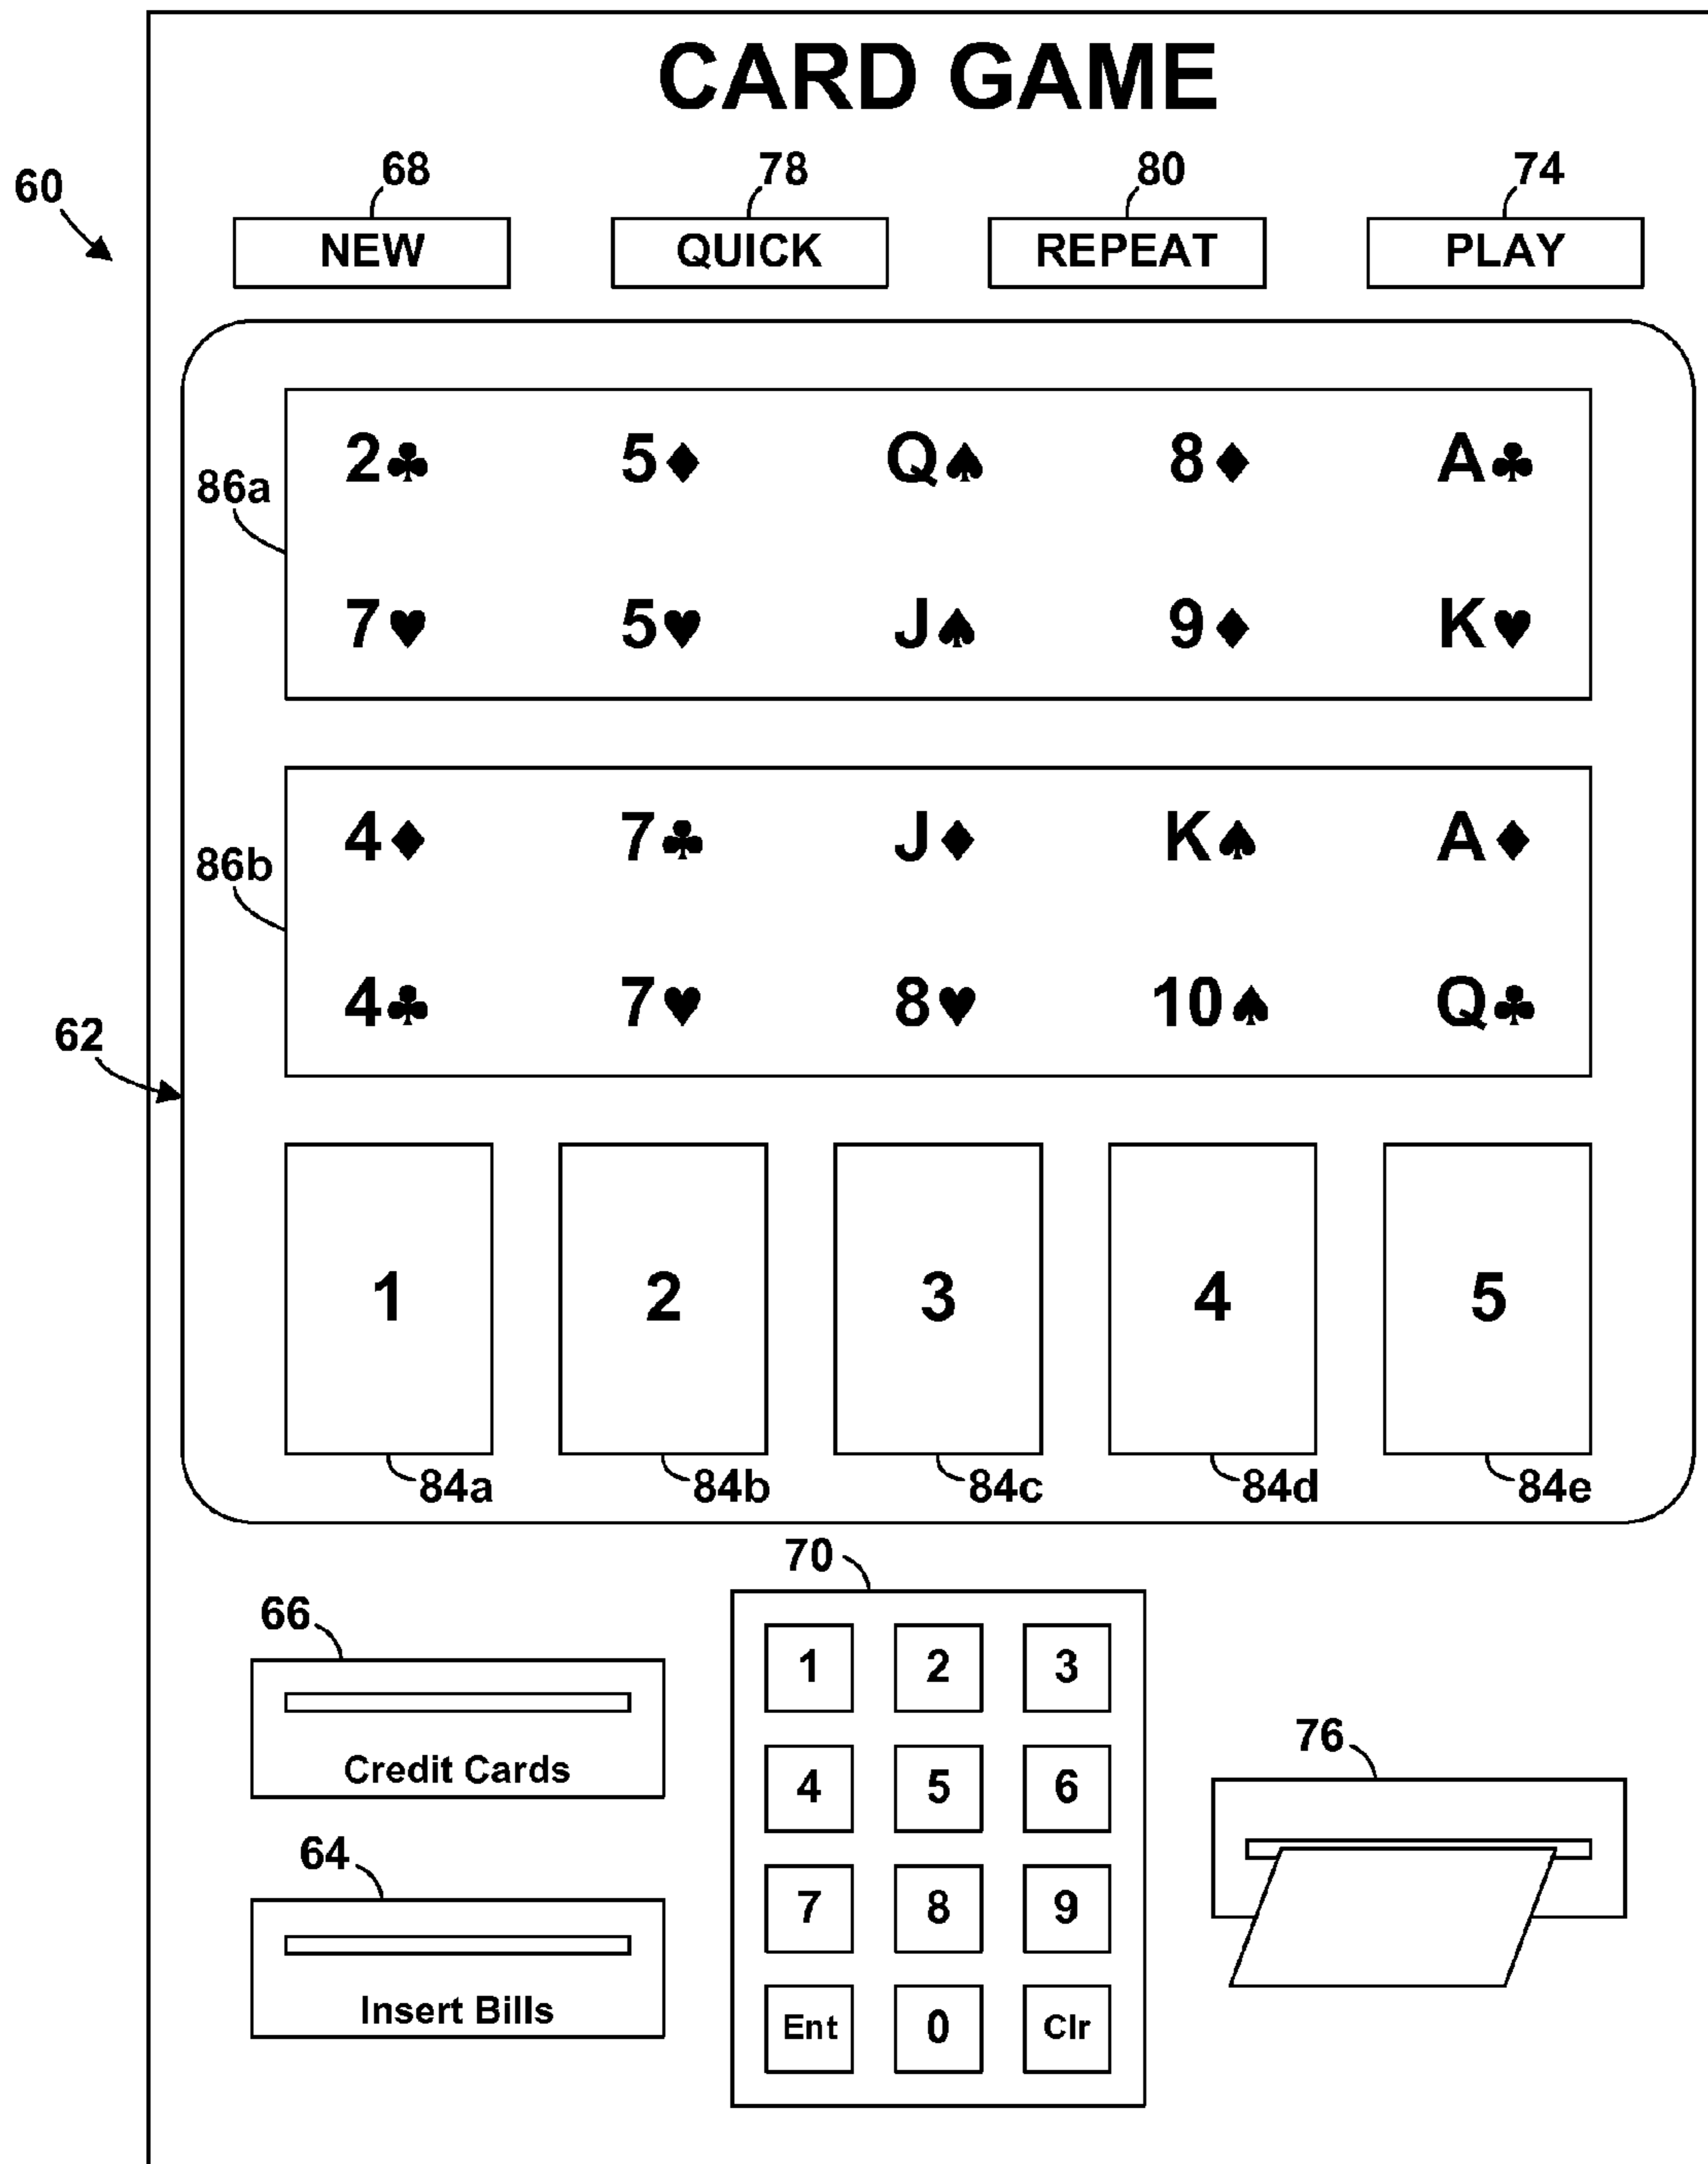 CARD GAME
60
68 78 80 74
NEW QUICK REPEAT PLAY
86a
2♣ 5♦ Q♠ 8♦ A♣
7♥ 5♥ J♠ 9♦ K♥
86b
4♦ 7♣ J♦ K♠ A♦
4♣ 7♥ 8♥ 10♠ Q♣
62
1 2 3 4 5
84a 84b 84c 84d 84e
66
Credit Cards
64
Insert Bills
70
1 2 3
4 5 6
7 8 9
Ent 0 Clr
76